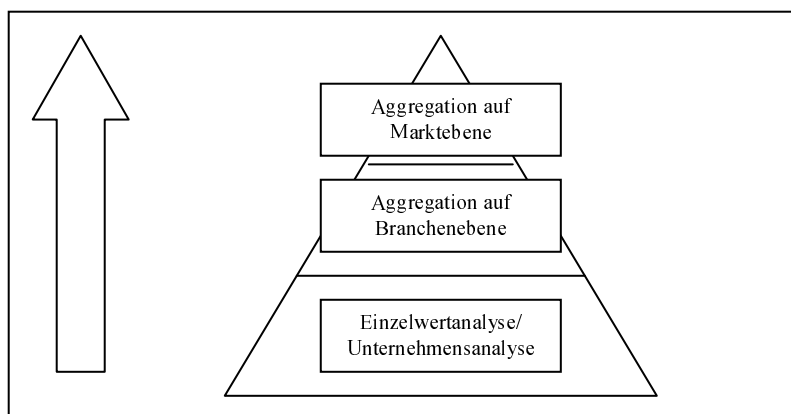 Aggregation auf
Marktebene
Aggregation auf
Branchenebene
Einzelwertanalyse/
Unternehmensanalyse